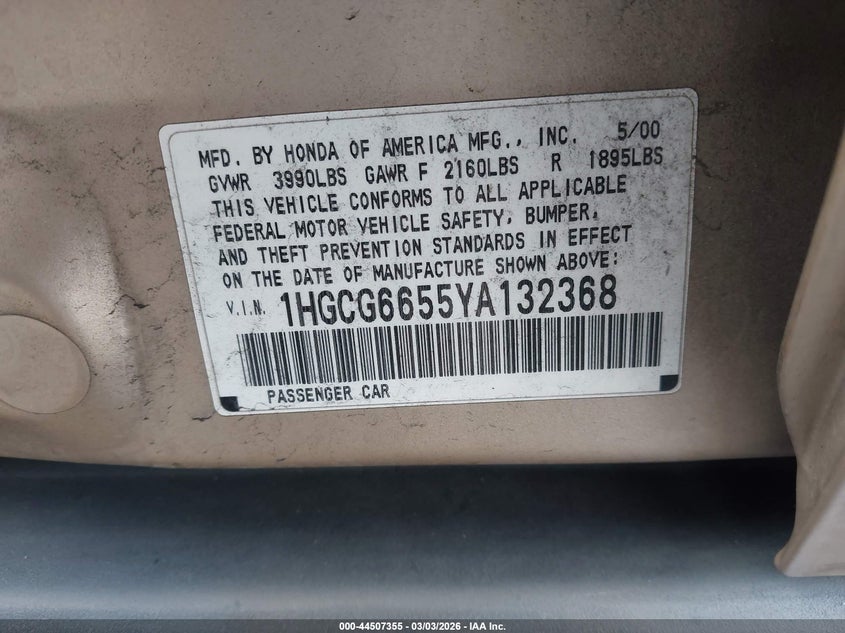 MFD. BY HONDA OF AMERICA MFG., INC. 5/00
GVWR 3990LBS GAWR F 2160LBS R 1895LBS
THIS VEHICLE CONFORMS TO ALL APPLICABLE
FEDERAL MOTOR VEHICLE SAFETY, BUMPER,
AND THEFT PREVENTION STANDARDS IN EFFECT
ON THE DATE OF MANUFACTURE SHOWN ABOVE:
V.I.N. 1HGCG6655YA132368
PASSENGER CAR
000-44507355 — 03/03/2026 — IAA Inc.